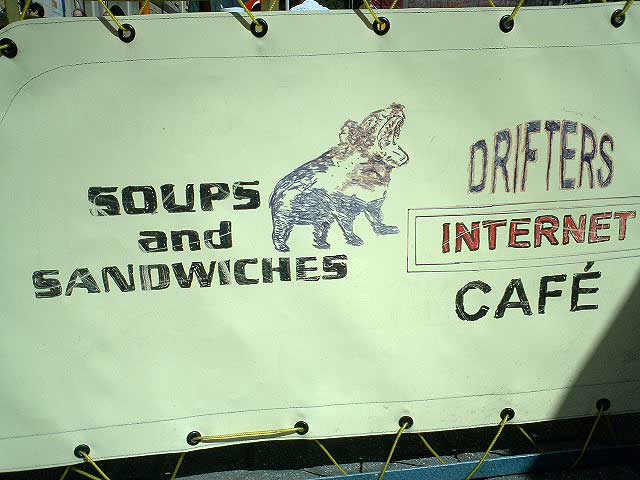 SOUPS
and
SANDWICHES
DRIFTERS
INTERNET
CAFÉ